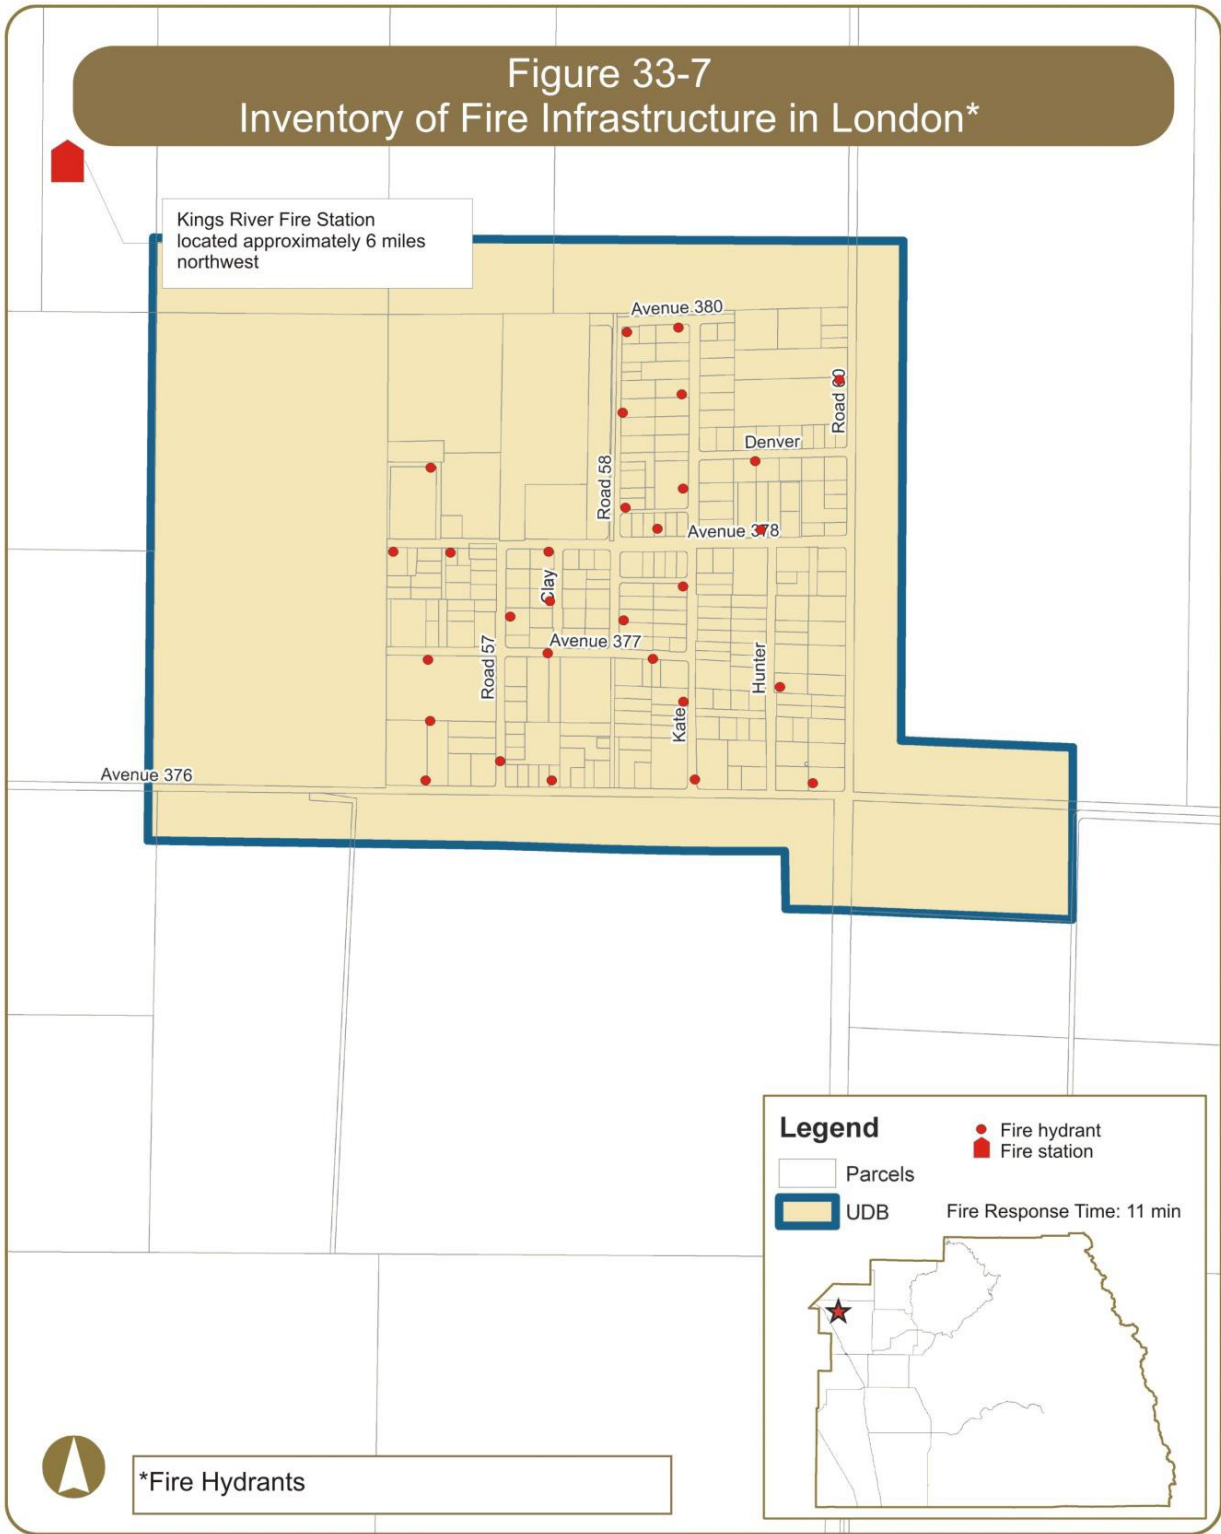 Figure 33-7
Inventory of Fire Infrastructure in London*
Kings River Fire Station
located approximately 6 miles
northwest
Avenue 380
Road 60
Denver
Road 58
Avenue 378
Clay
Avenue 377
Road 57
Hunter
Kate
Avenue 376
Legend
Fire hydrant
Fire station
Parcels
UDB
Fire Response Time: 11 min
*Fire Hydrants